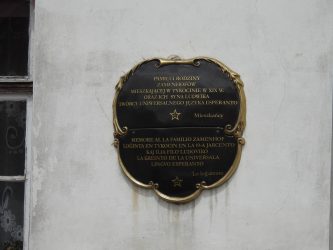 PAMIĘCI RODZINY
ZAMENHOFÓW
MIESZKAJĄCEJ W TYKOCINIE W XIX W.
ORAZ ICH SYNA LUDWIKA
TWÓRCY UNIWERSALNEGO JĘZYKA ESPERANTO
Mieszkańcy
MEMORE AL LA FAMILIO ZAMENHOF
LOĜINTA EN TYKOCIN EN LA 19-A JARCENTO
KAJ ILIA FILO LUDOVIKO
LA KREINTO DE LA UNIVERSALA
LINGVO ESPERANTO
La loĝantoj